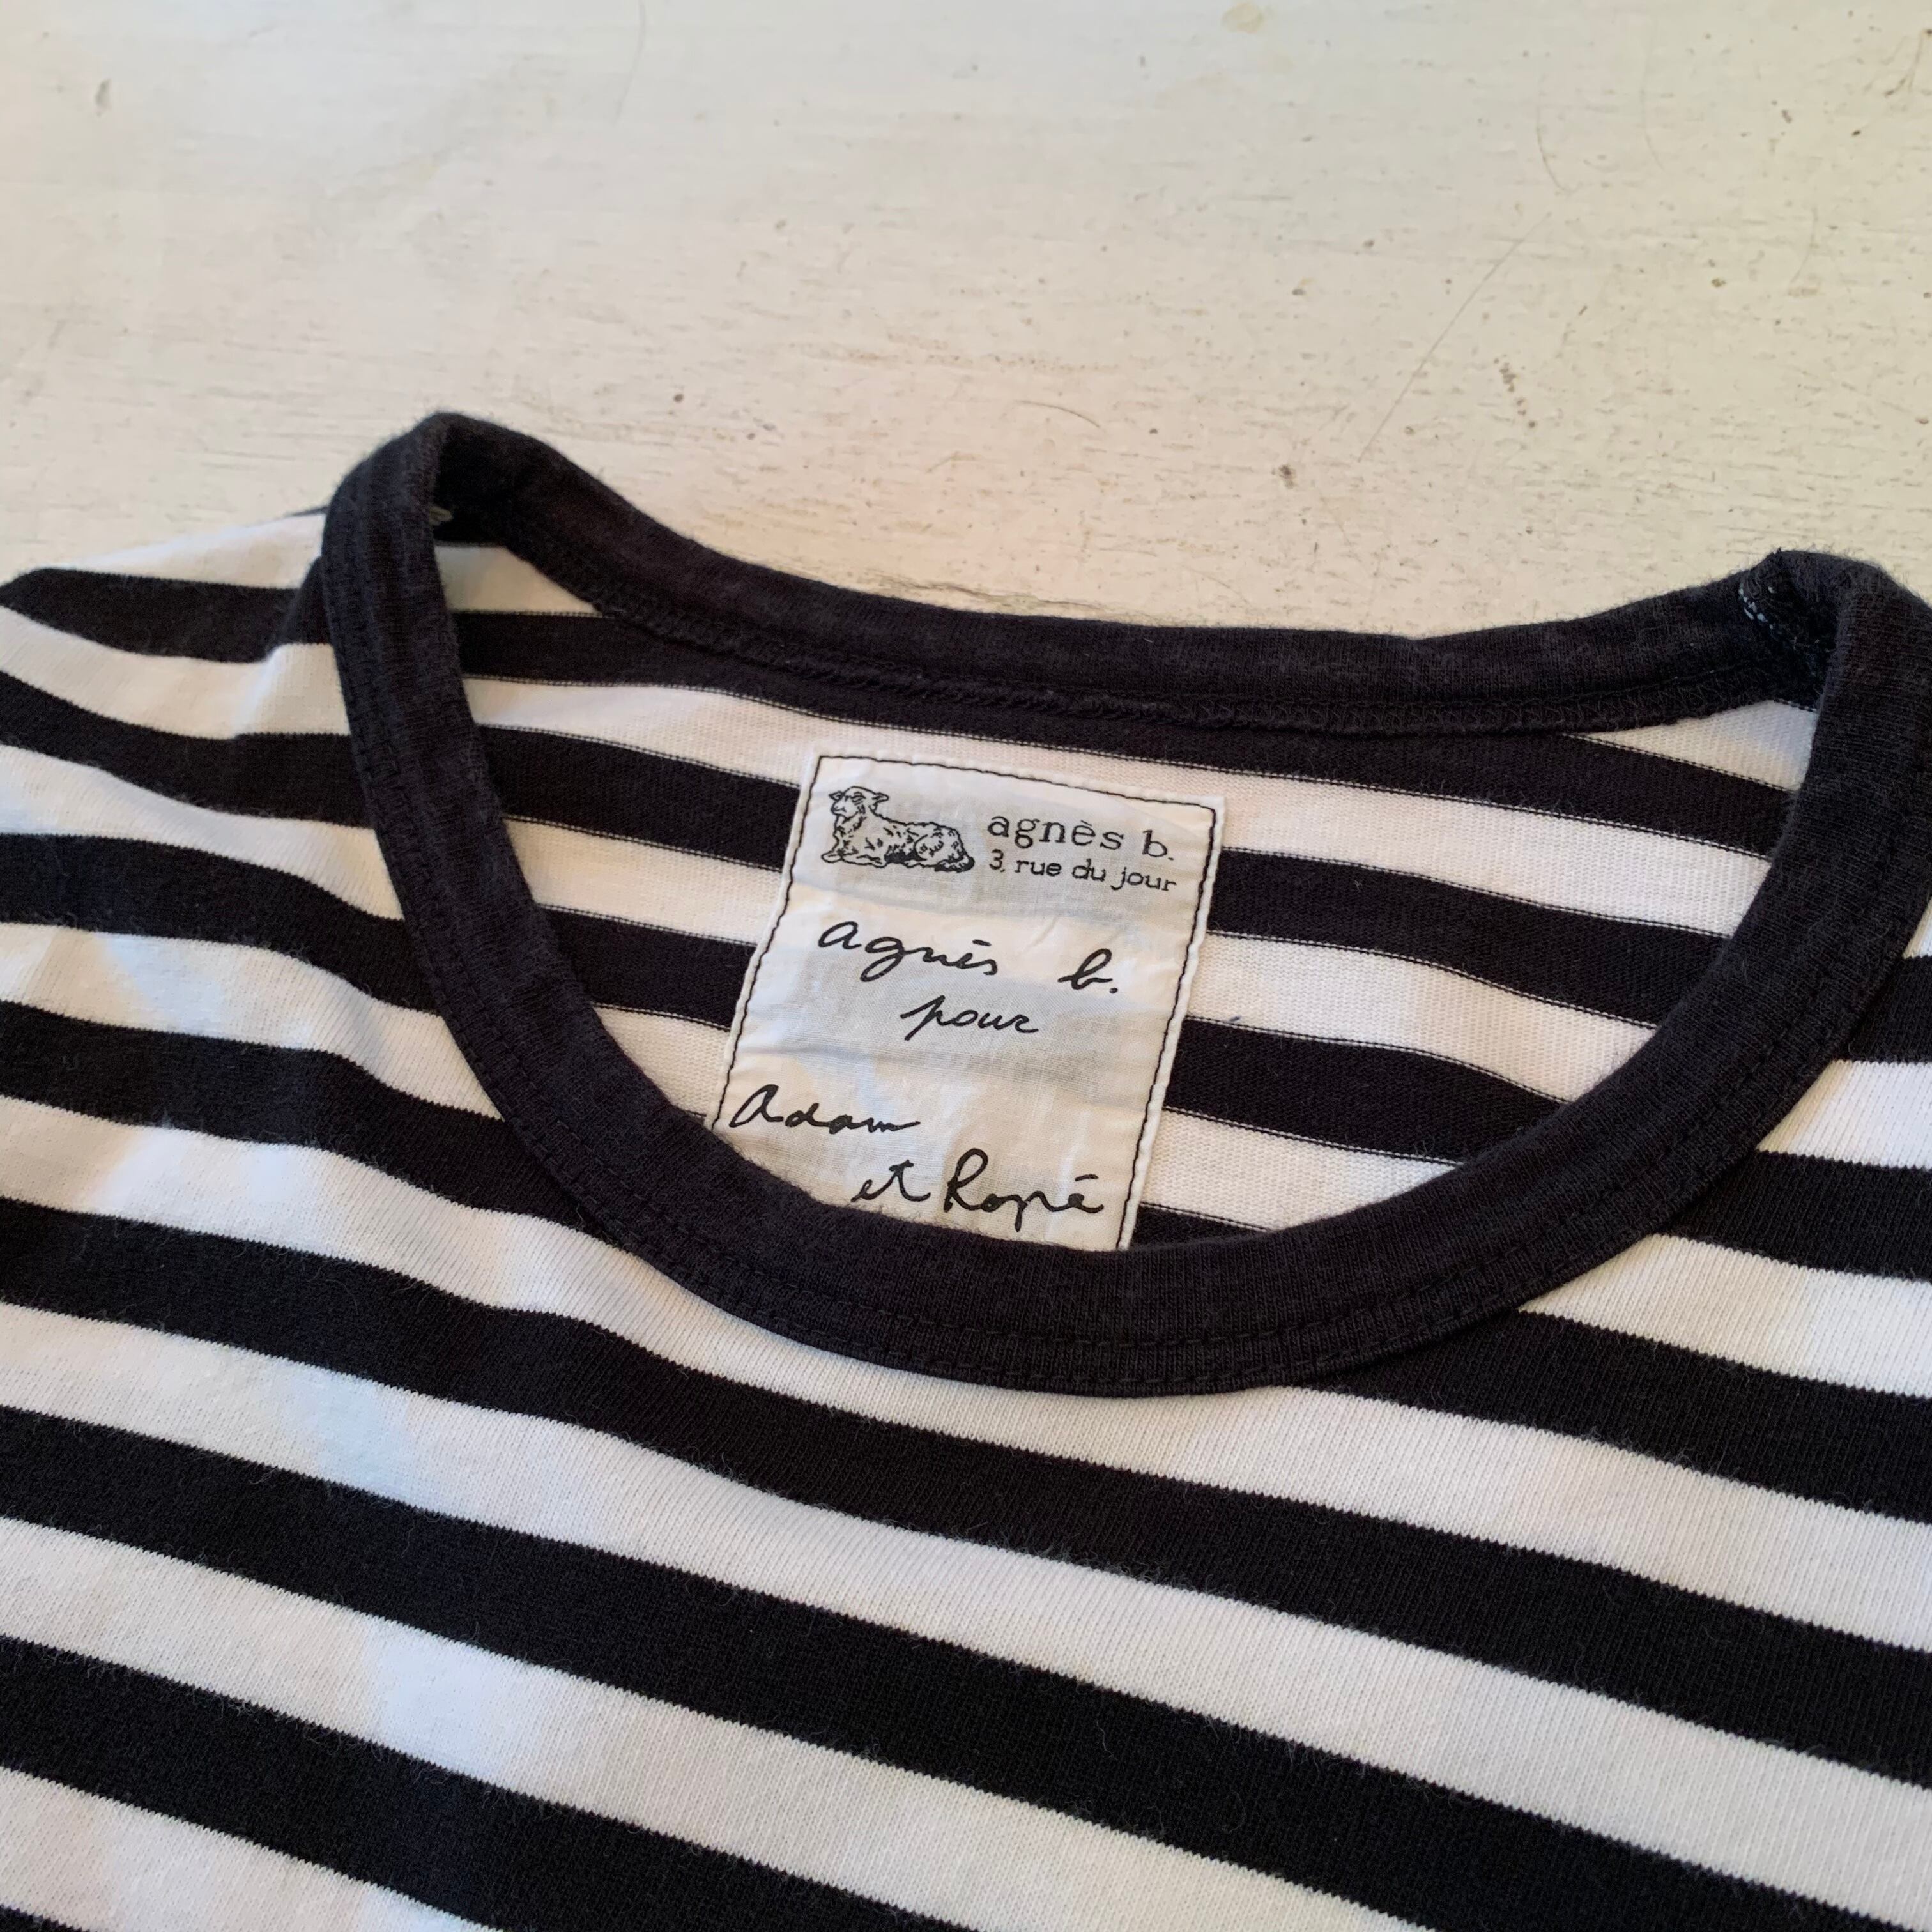 agnès b.
3, rue du jour
agnès b.
pour
Adam
et Ropé